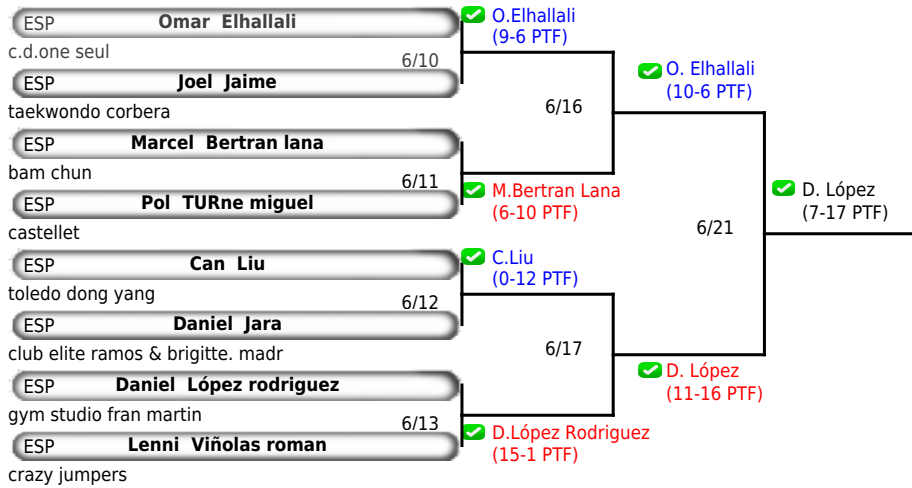 ESP Omar Elhallali
c.d.one seul
6/10
ESP Joel Jaime
taekwondo corbera
ESP Marcel Bertran lana
bam chun
6/11
ESP Pol TURne miguel
castellet
ESP Can Liu
toledo dong yang
6/12
ESP Daniel Jara
club elite ramos & brigitte. madr
ESP Daniel López rodriguez
gym studio fran martin
6/13
ESP Lenni Viñolas roman
crazy jumpers
O.Elhallali
(9-6 PTF)
6/16
M.Bertran Lana
(6-10 PTF)
C.Liu
(0-12 PTF)
6/17
D.López Rodriguez
(15-1 PTF)
O. Elhallali
(10-6 PTF)
6/21
D. López
(11-16 PTF)
D. López
(7-17 PTF)